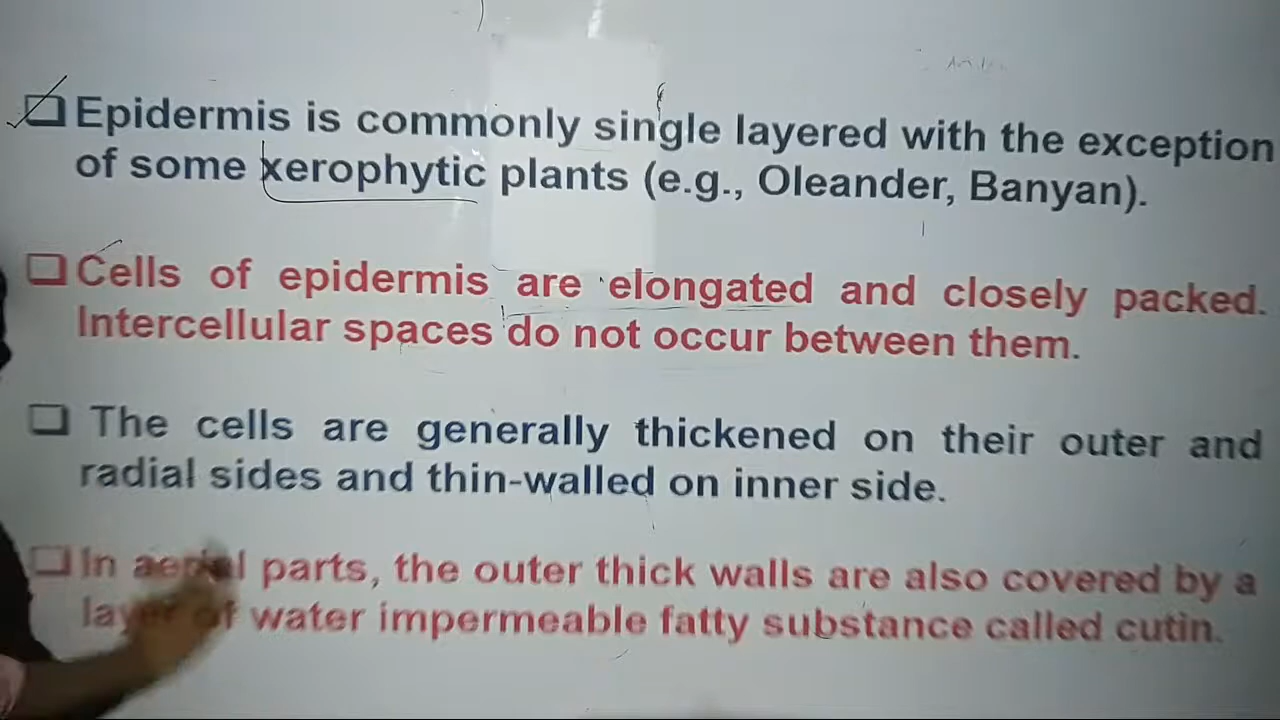 Epidermis is commonly single layered with the exception
of some xerophytic plants (e.g., Oleander, Banyan).
Cells of epidermis are elongated and closely packed.
Intercellular spaces do not occur between them.
The cells are generally thickened on their outer and
radial sides and thin-walled on inner side.
In aerial parts, the outer thick walls are also covered by a
layer of water impermeable fatty substance called cutin.